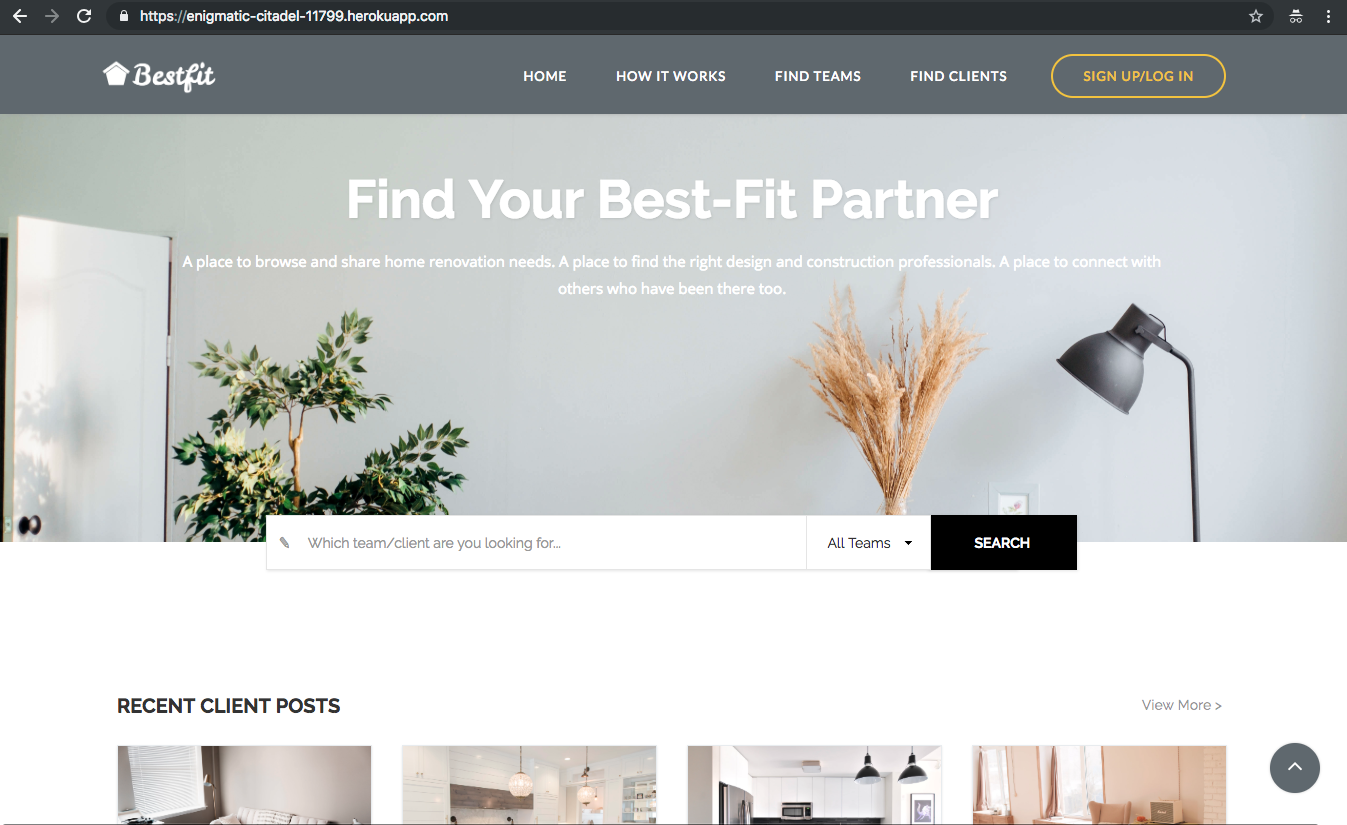 https://enigmatic-citadel-11799.herokuapp.com
Bestfit
HOME
HOW IT WORKS
FIND TEAMS
FIND CLIENTS
SIGN UP/LOG IN
Find Your Best-Fit Partner
A place to browse and share home renovation needs. A place to find the right design and construction professionals. A place to connect with
others who have been there too.
Which team/client are you looking for...
All Teams
SEARCH
RECENT CLIENT POSTS
View More >